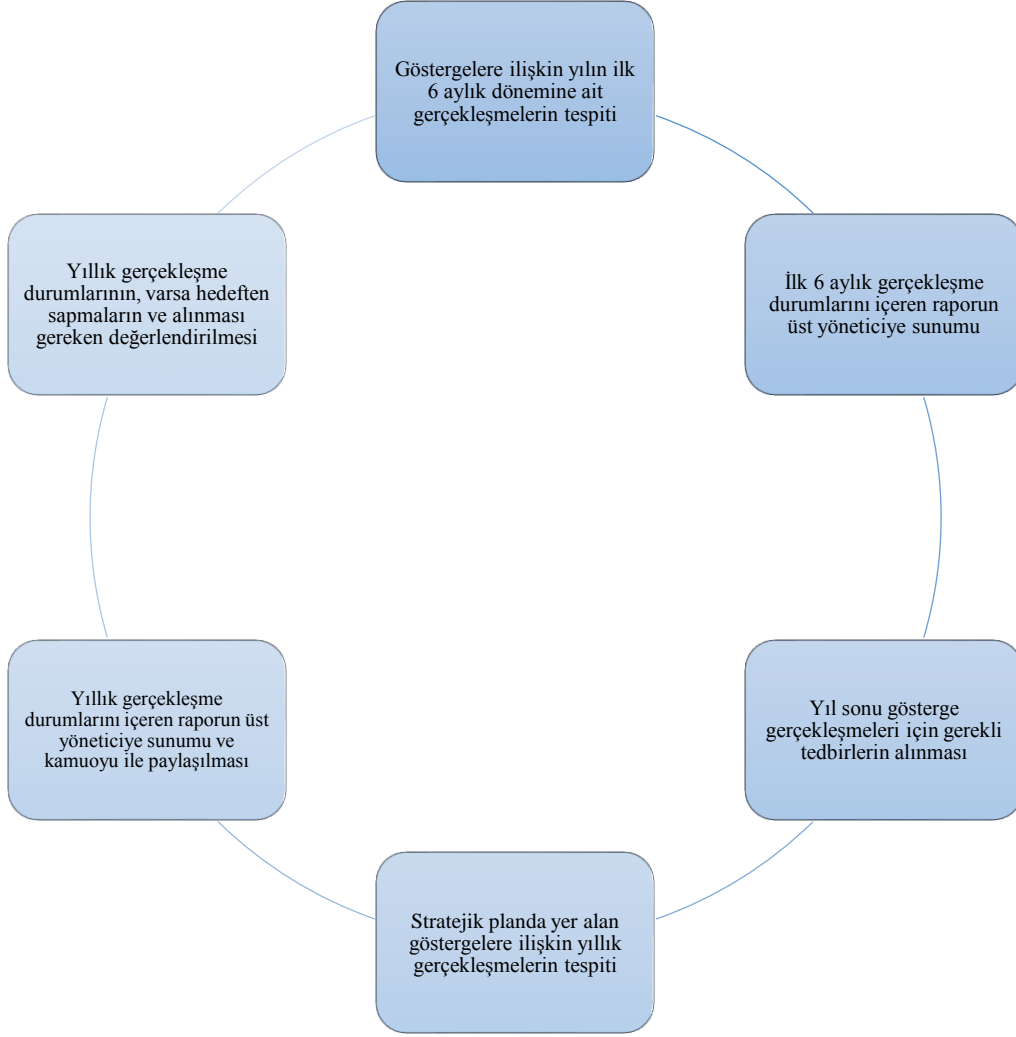 Göstergelere ilişkin yılın ilk
6 aylık dönemine ait
gerçekleşmelerin tespiti
İlk 6 aylık gerçekleşme
durumlarını içeren raporun
üst yöneticiye sunumu
Yıl sonu gösterge
gerçekleşmeleri için gerekli
tedbirlerin alınması
Stratejik planda yer alan
göstergelere ilişkin yıllık
gerçekleşmelerin tespiti
Yıllık gerçekleşme
durumlarını içeren raporun üst
yöneticiye sunumu ve
kamuoyu ile paylaşılması
Yıllık gerçekleşme
durumlarının, varsa hedeften
sapmaların ve alınması
gereken değerlendirilmesi